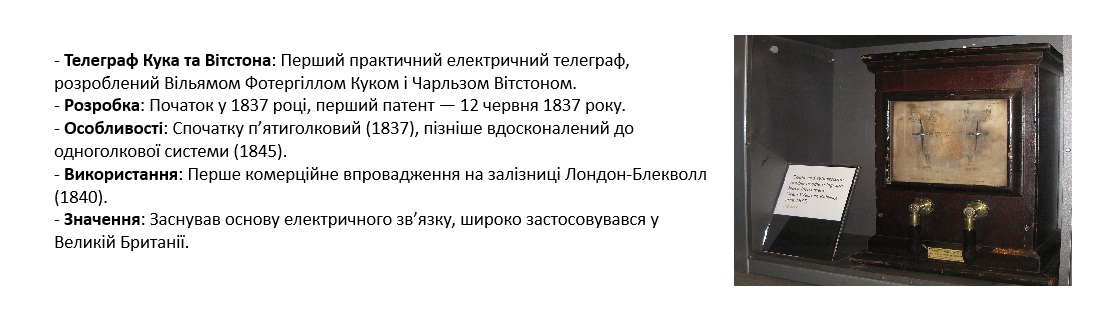 - Телеграф Кука та Вітстона: Перший практичний електричний телеграф,
розроблений Вільямом Фотергіллом Куком і Чарльзом Вітстоном.
- Розробка: Початок у 1837 році, перший патент — 12 червня 1837 року.
- Особливості: Спочатку п’ятиголковий (1837), пізніше вдосконалений до
одноголкової системи (1845).
- Використання: Перше комерційне впровадження на залізниці Лондон-Блекволл
(1840).
- Значення: Заснував основу електричного зв’язку, широко застосовувався у
Великій Британії.